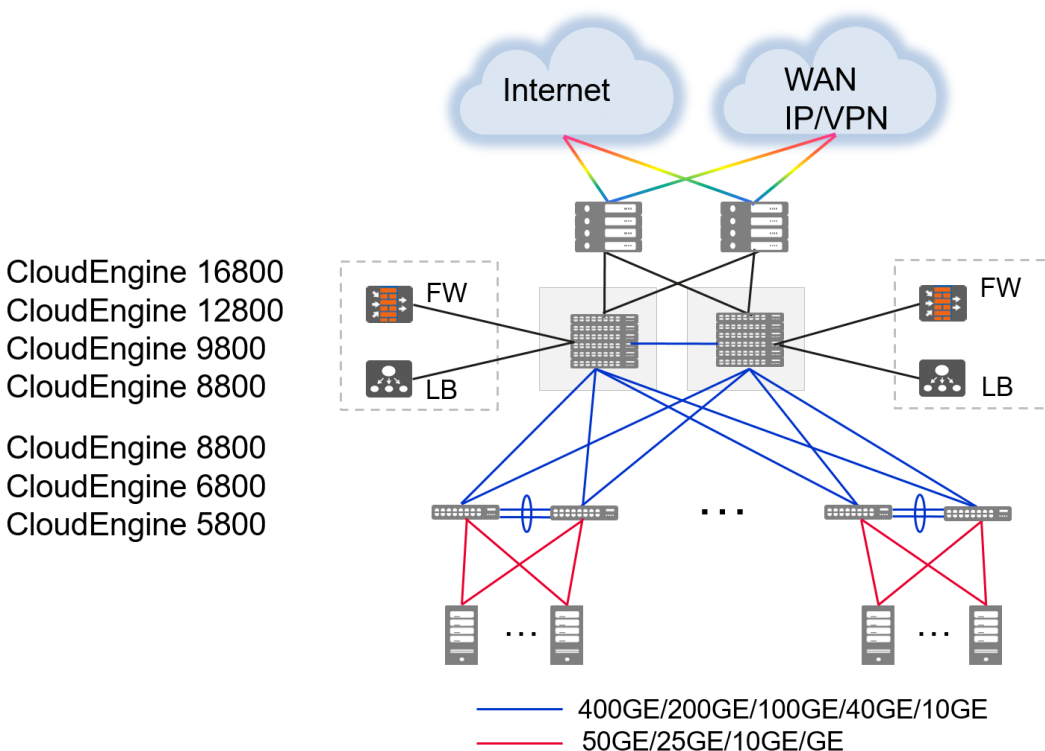 Internet
WAN
IP/VPN
CloudEngine 16800
CloudEngine 12800
CloudEngine 9800
CloudEngine 8800
FW
LB
FW
LB
CloudEngine 8800
CloudEngine 6800
CloudEngine 5800
...
...
...
400GE/200GE/100GE/40GE/10GE
50GE/25GE/10GE/GE